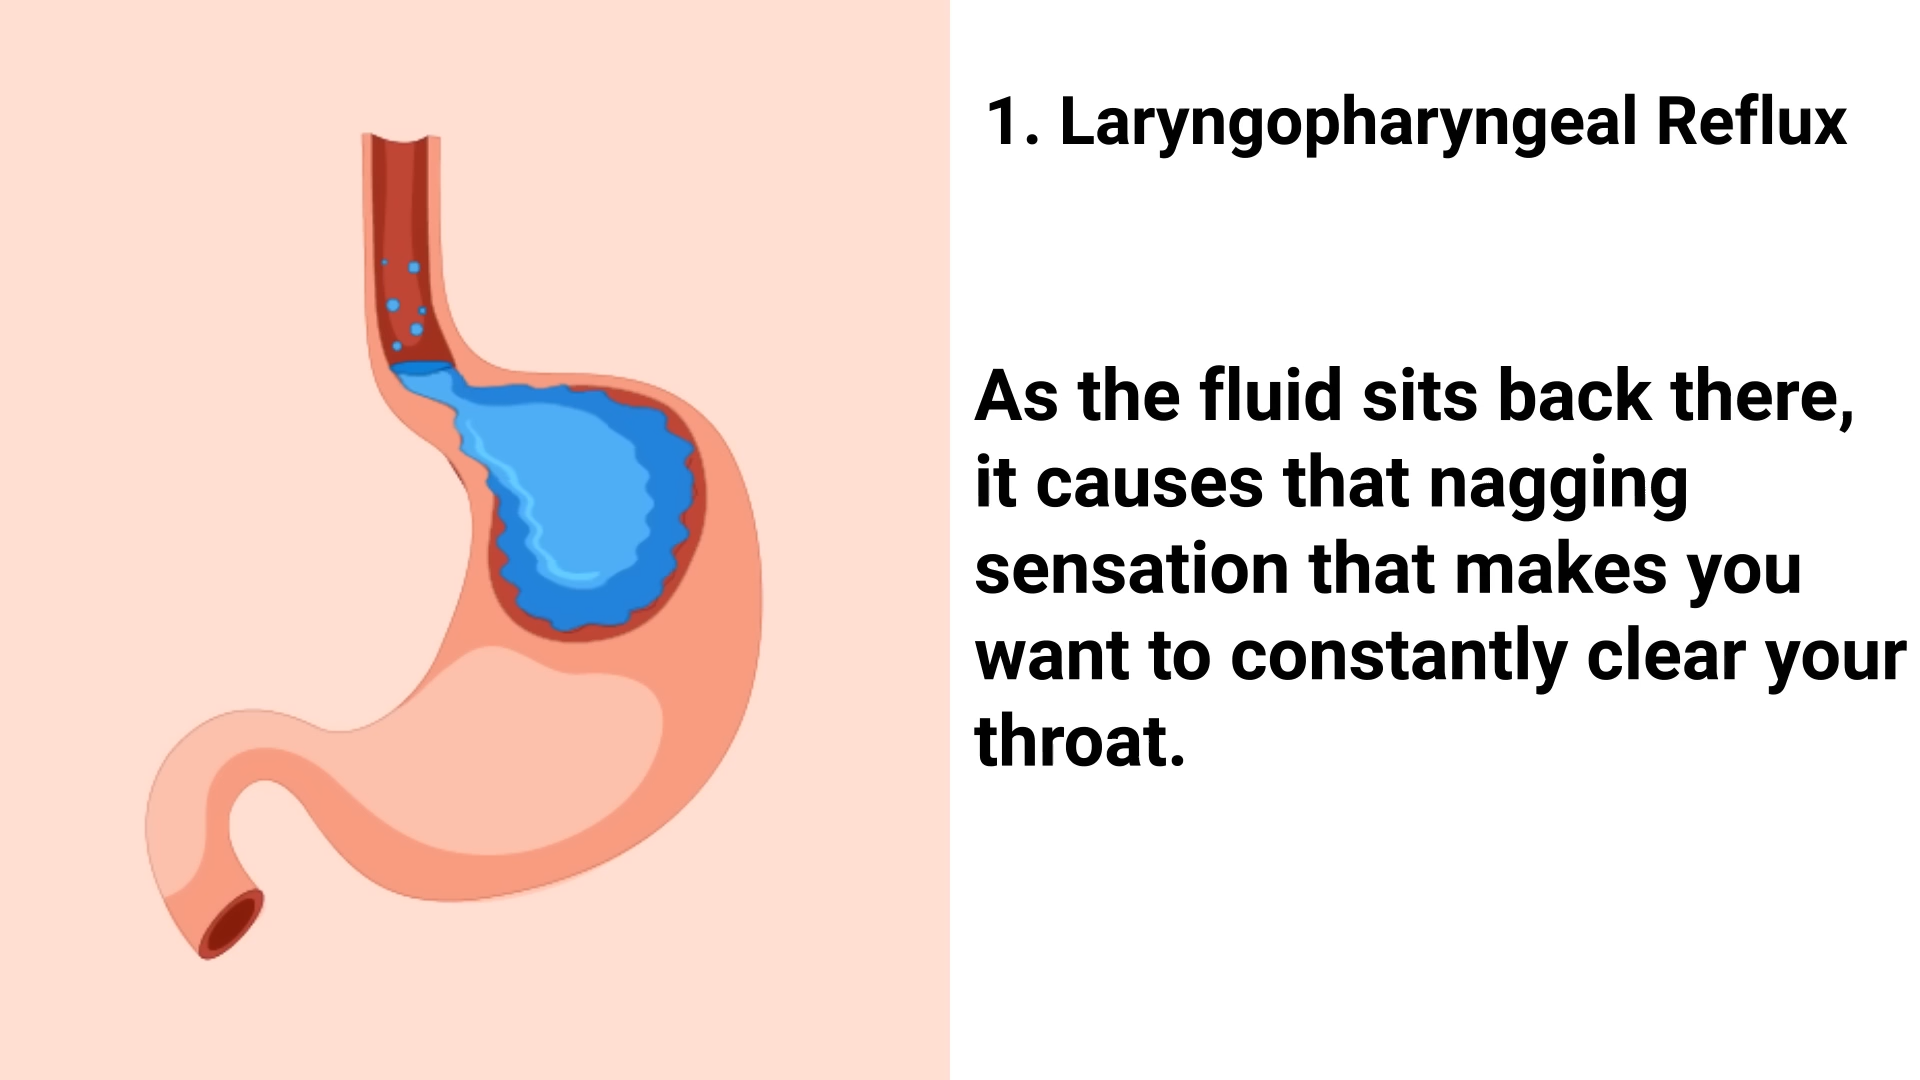 1. Laryngopharyngeal Reflux
As the fluid sits back there,
it causes that nagging
sensation that makes you
want to constantly clear your
throat.